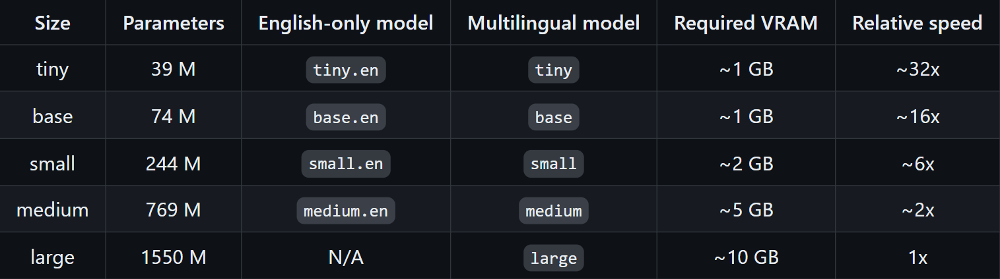 Size Parameters English-only model Multilingual model Required VRAM Relative speed
tiny 39 M tiny.en tiny ~1 GB ~32x
base 74 M base.en base ~1 GB ~16x
small 244 M small.en small ~2 GB ~6x
medium 769 M medium.en medium ~5 GB ~2x
large 1550 M N/A large ~10 GB 1x